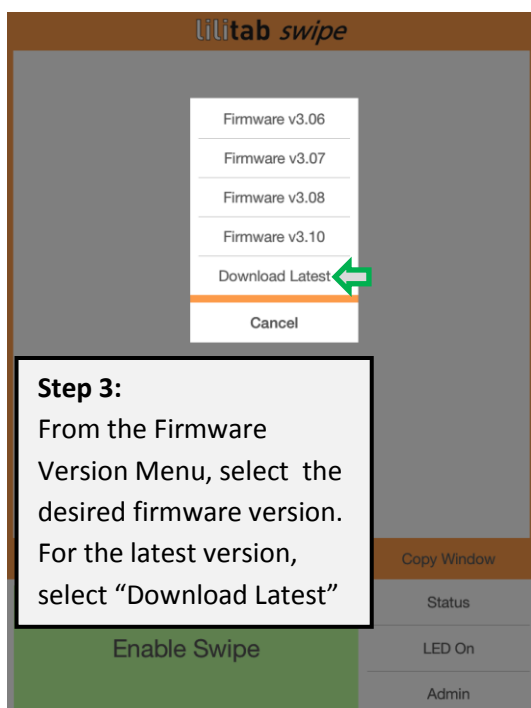 lilitab swipe
Firmware v3.06
Firmware v3.07
Firmware v3.08
Firmware v3.10
Download Latest
Cancel
Step 3:
From the Firmware
Version Menu, select the
desired firmware version.
For the latest version,
select “Download Latest”
Copy Window
Status
Enable Swipe
LED On
Admin